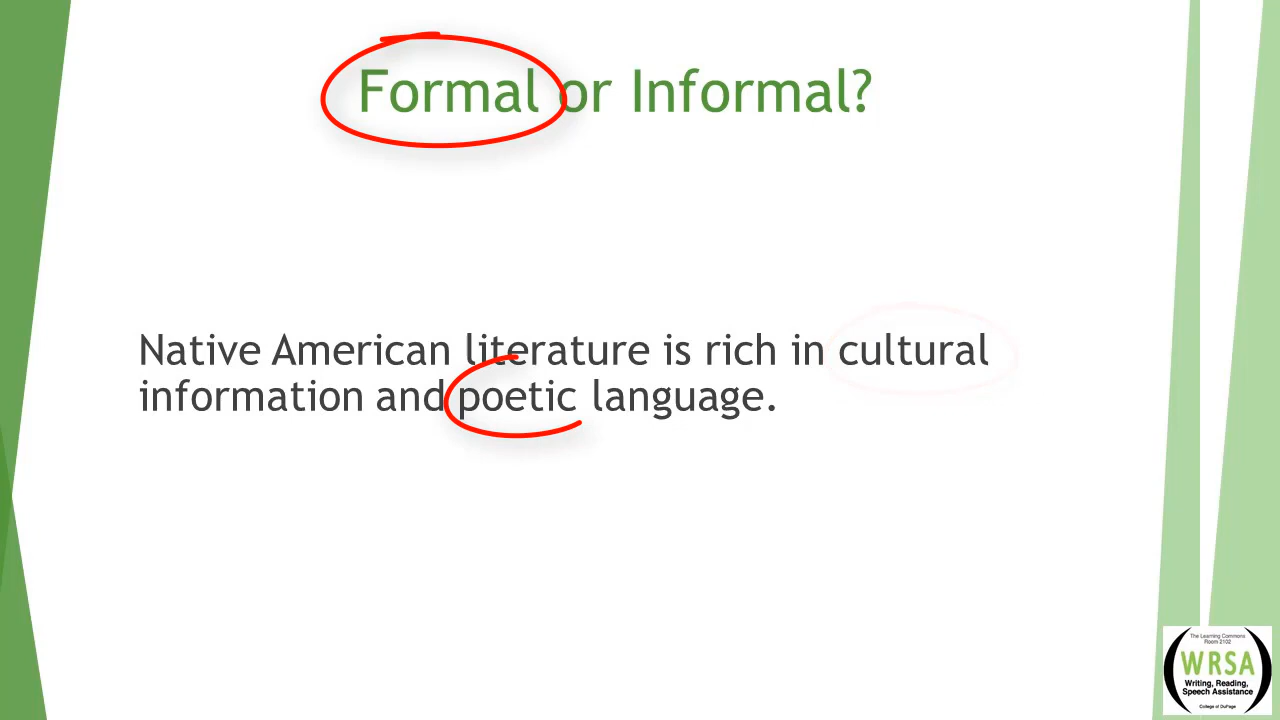 Formal or Informal?
Native American literature is rich in cultural
information and poetic language.
The Learning Commons
Room 2102
WRSA
Writing, Reading,
Speech Assistance
College of DuPage